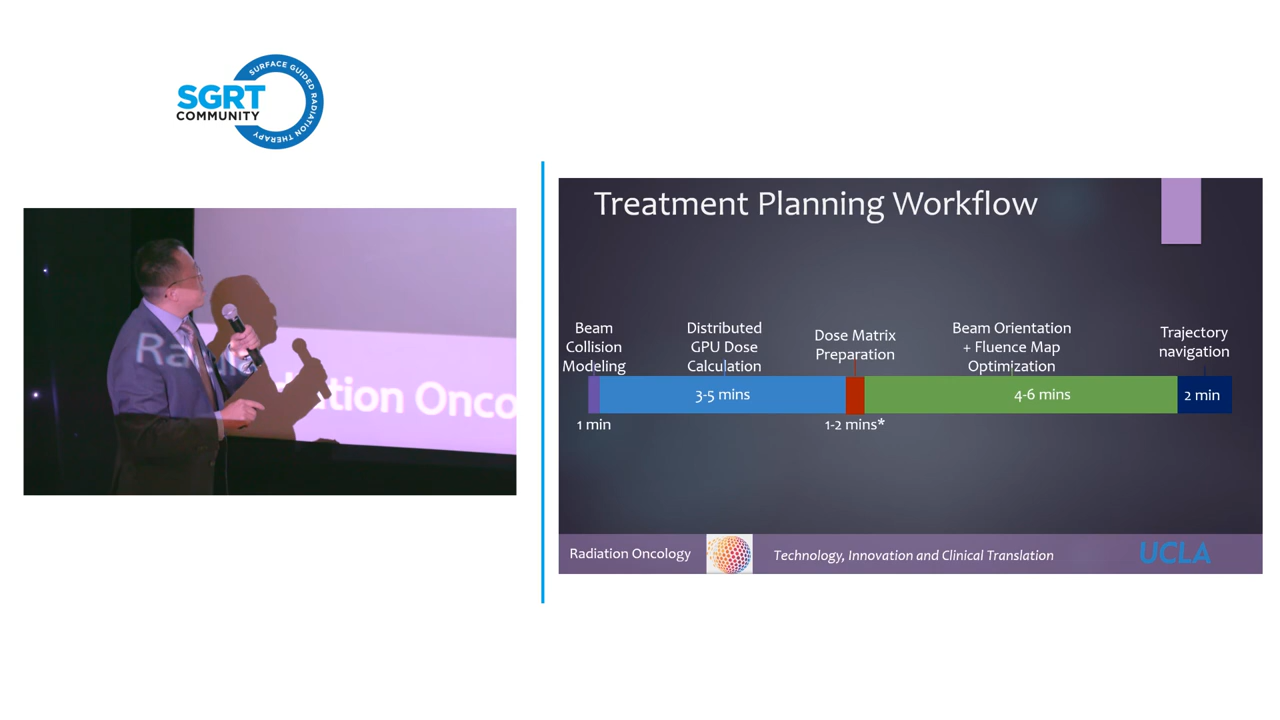 SURFACE GUIDED RADIATION THERAPY
SGRT
COMMUNITY
Treatment Planning Workflow
Beam
Collision
Modeling
Distributed
GPU Dose
Calculation
Dose Matrix
Preparation
Beam Orientation
+ Fluence Map
Optimization
Trajectory
navigation
3-5 mins
4-6 mins
2 min
1 min
1-2 mins*
Radiation Oncology
Technology, Innovation and Clinical Translation
UCLA